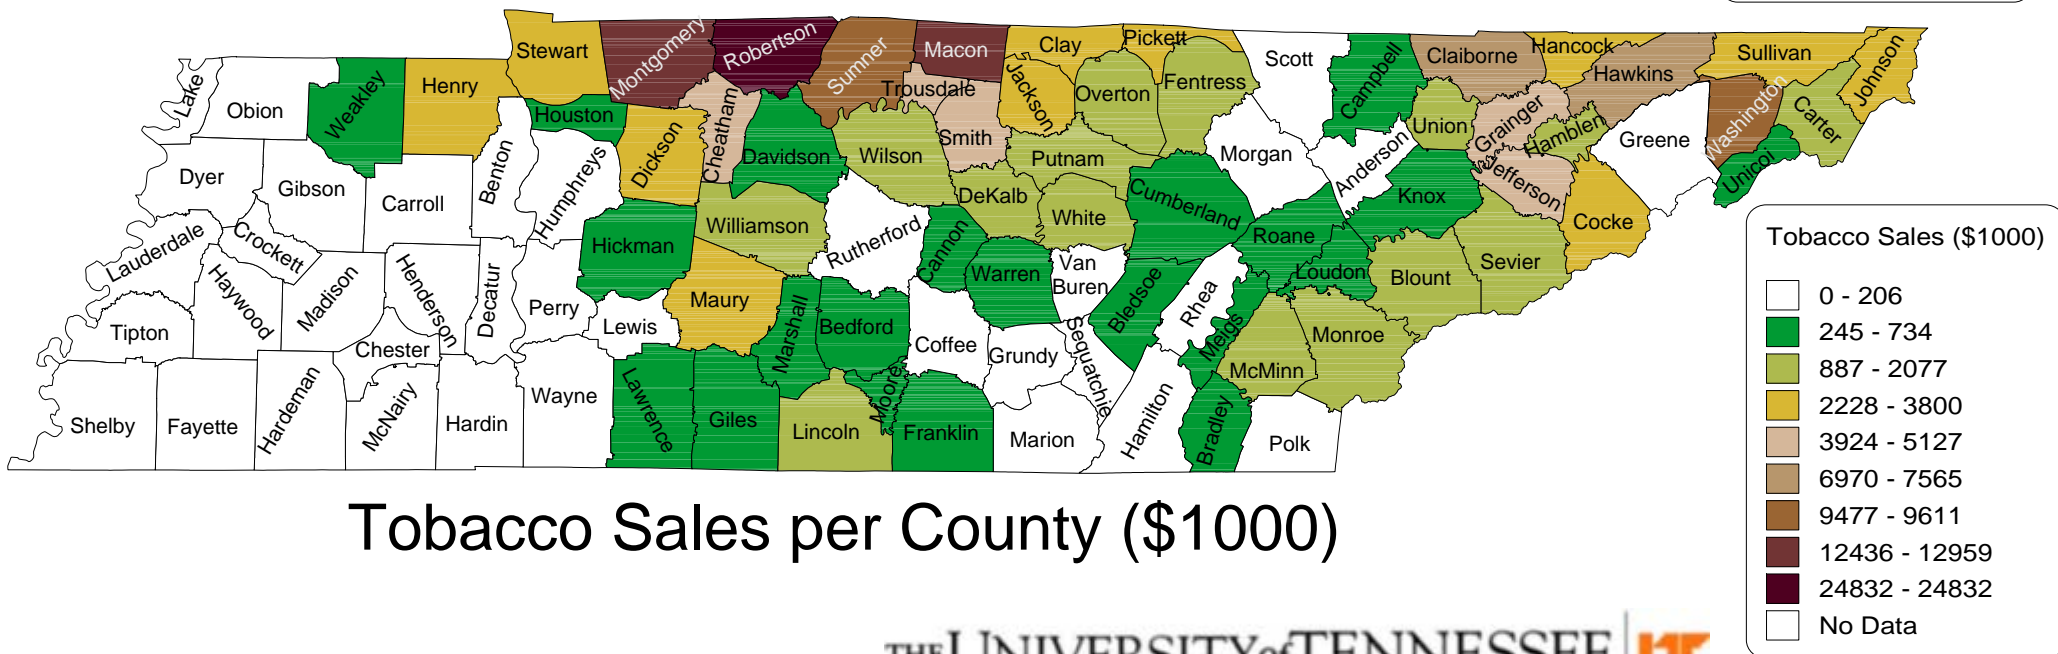 Stewart
Montgomery
Robertson
Sumner
Macon
Clay
Pickett
Scott
Campbell
Claiborne
Hancock
Hawkins
Sullivan
Johnson
Lake
Obion
Weakley
Henry
Houston
Dickson
Cheatham
Davidson
Trousdale
Smith
Jackson
Overton
Fentress
Union
Grainger
Hamblen
Greene
Washington
Carter
Unicoi
Dyer
Gibson
Carroll
Benton
Humphreys
Wilson
Putnam
Morgan
Anderson
Knox
Jefferson
Cocke
Lauderdale
Crockett
Haywood
Madison
Henderson
Decatur
Perry
Hickman
Williamson
Rutherford
Cannon
DeKalb
White
Cumberland
Roane
Loudon
Blount
Sevier
Tipton
Chester
Lewis
Maury
Marshall
Bedford
Coffee
Warren
Van
Buren
Bledsoe
Rhea
Meigs
McMinn
Monroe
Shelby
Fayette
Hardeman
McNairy
Hardin
Wayne
Lawrence
Giles
Lincoln
Moore
Franklin
Grundy
Sequatchie
Marion
Hamilton
Bradley
Polk
Tobacco Sales ($1000)
0 - 206
245 - 734
887 - 2077
2228 - 3800
3924 - 5127
6970 - 7565
9477 - 9611
12436 - 12959
24832 - 24832
No Data
Tobacco Sales per County ($1000)
THE UNIVERSITY of TENNESSEE UT